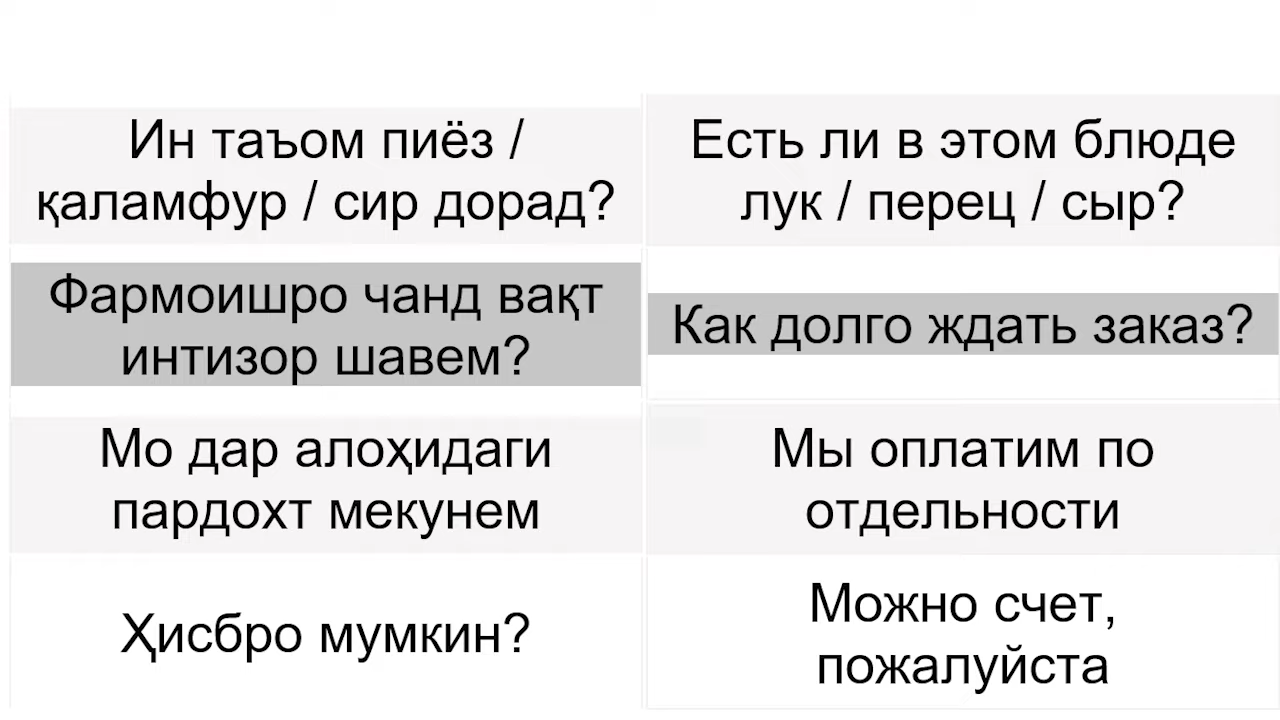 Ин таъом пиёз /
қаламфур / сир дорад?
Есть ли в этом блюде
лук / перец / сыр?
Фармоишро чанд вақт
интизор шавем?
Как долго ждать заказ?
Мо дар алоҳидаги
пардохт мекунем
Мы оплатим по
отдельности
Ҳисбро мумкин?
Можно счет,
пожалуйста